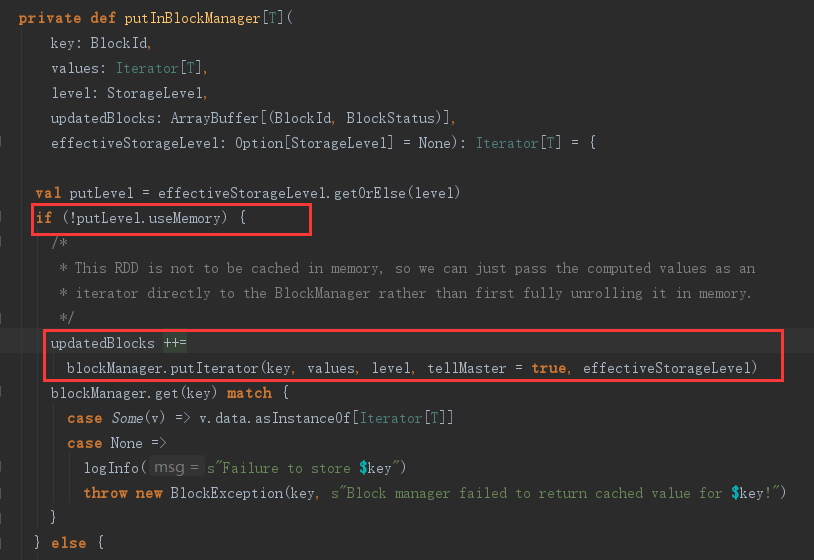 private def putInBlockManager[T](
key: BlockId,
values: Iterator[T],
level: StorageLevel,
updatedBlocks: ArrayBuffer[(BlockId, BlockStatus)],
effectiveStorageLevel: Option[StorageLevel] = None): Iterator[T] = {
val putLevel = effectiveStorageLevel.getOrElse(level)
if (!putLevel.useMemory) {
/*
* This RDD is not to be cached in memory, so we can just pass the computed values as an
* iterator directly to the BlockManager rather than first fully unrolling it in memory.
*/
updatedBlocks ++=
blockManager.putIterator(key, values, level, tellMaster = true, effectiveStorageLevel)
blockManager.get(key) match {
case Some(v) => v.data.asInstanceOf[Iterator[T]]
case None =>
logInfo( msg = s"Failure to store $key")
throw new BlockException(key, s"Block manager failed to return cached value for $key!")
}
} else {